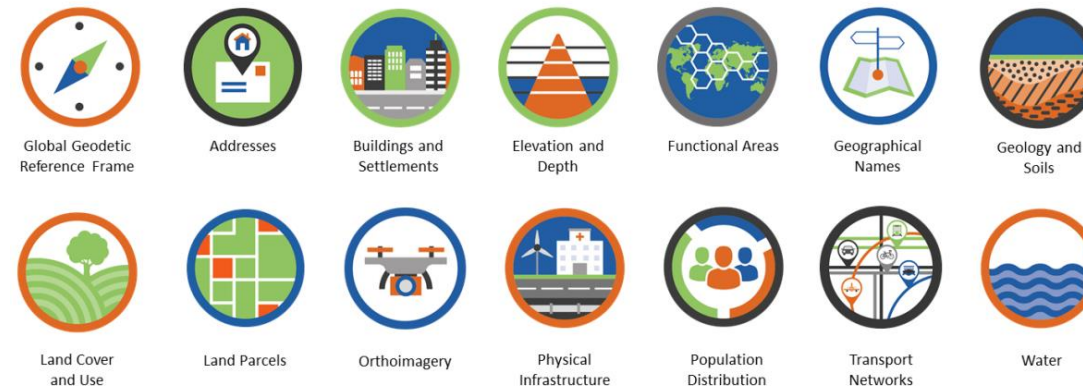 Global Geodetic
Reference Frame
Addresses
Buildings and
Settlements
Elevation and
Depth
Functional Areas
Geographical
Names
Geology and
Soils
Land Cover
and Use
Land Parcels
Orthoimagery
Physical
Infrastructure
Population
Distribution
Transport
Networks
Water